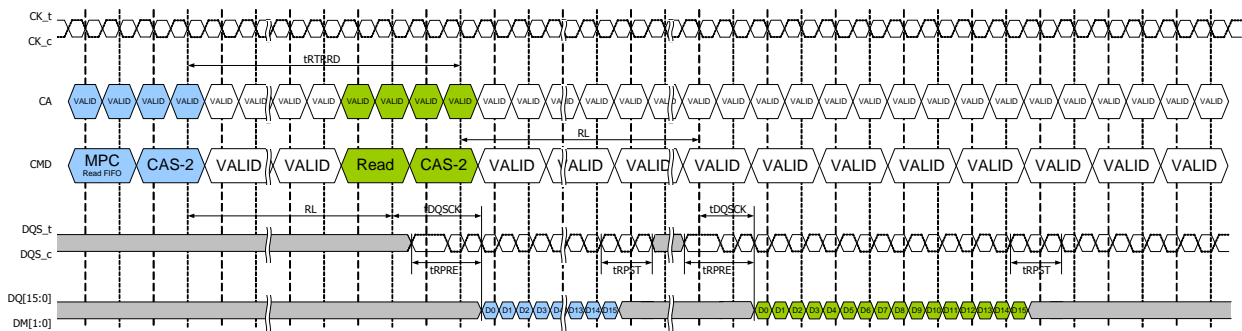 CK_t
CK_c
tRTRRD
CA VALID VALID VALID VALID VALID VALID VALID VALID VALID VALID VALID VALID VALID VALID VALID VALID VALID VALID VALID VALID VALID VALID VALID VALID VALID VALID VALID VALID VALID VALID VALID VALID VALID VALID
RL
CMD MPC Read FIFO CAS-2 VALID VALID Read CAS-2 VALID VALID VALID VALID VALID VALID VALID VALID VALID VALID VALID
RL tDQSCK tDQSCK
DQS_t
DQS_c
tRPRE tRPST tRPRE tRPST
DQ[15:0]
D0 D1 D2 D3 D4 D13 D14 D15 D0 D1 D2 D3 D4 D5 D6 D7 D8 D9 D10 D11 D12 D13 D14 D15
DM[1:0]